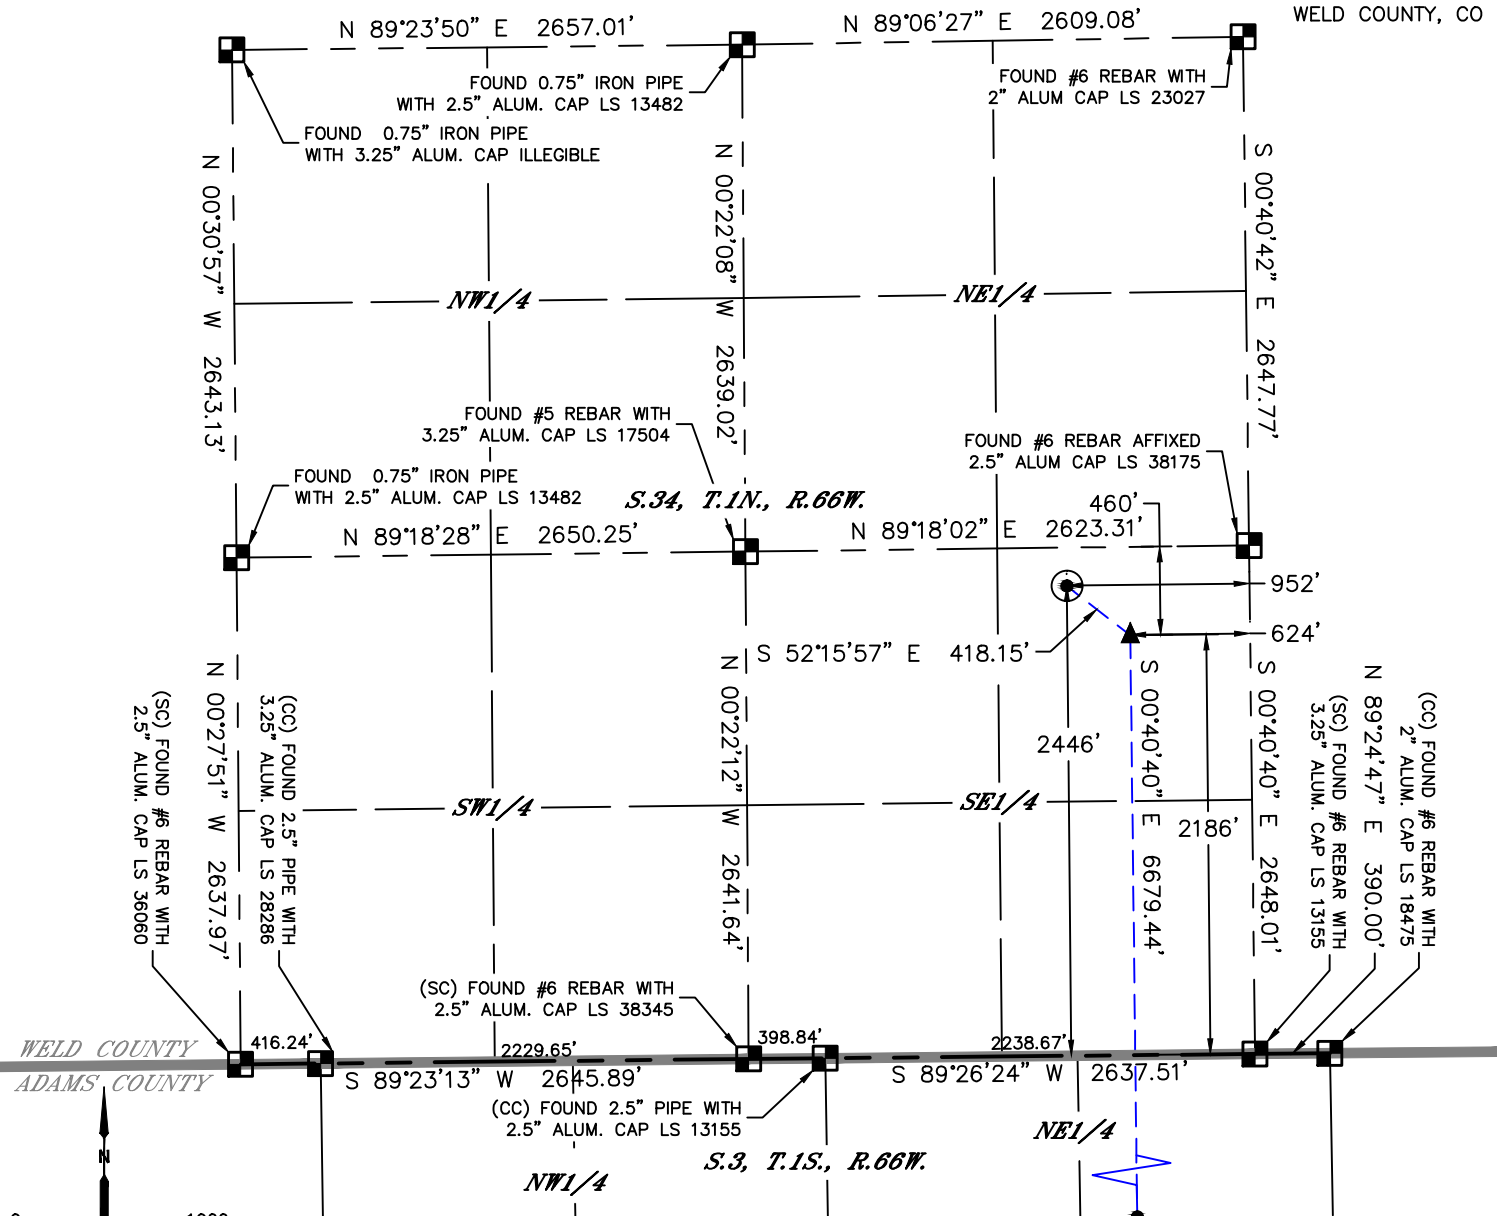 WELD COUNTY, CO
N 89°23'50" E 2657.01'
N 89°06'27" E 2609.08'
FOUND 0.75" IRON PIPE
WITH 2.5" ALUM. CAP LS 13482
FOUND #6 REBAR WITH
2" ALUM CAP LS 23027
FOUND 0.75" IRON PIPE
WITH 3.25" ALUM. CAP ILLEGIBLE
N 00°30'57" W 2643.13'
N 00°22'08" W 2639.02'
S 00°40'42" E 2647.77'
NW1/4
NE1/4
FOUND #5 REBAR WITH
3.25" ALUM. CAP LS 17504
FOUND #6 REBAR AFFIXED
2.5" ALUM CAP LS 38175
FOUND 0.75" IRON PIPE
WITH 2.5" ALUM. CAP LS 13482
S.34, T.1N., R.66W.
460'
N 89°18'28" E 2650.25'
N 89°18'02" E 2623.31'
952'
624'
S 52°15'57" E 418.15'
(SC) FOUND #6 REBAR WITH
2.5" ALUM. CAP LS 36060
N 00°27'51" W 2637.97'
(CC) FOUND 2.5" PIPE WITH
3.25" ALUM. CAP LS 28286
N 00°22'12" W 2641.64'
2446'
S 00°40'40" E 6679.44'
2186'
S 00°40'40" E 2648.01'
(SC) FOUND #6 REBAR WITH
3.25" ALUM. CAP LS 13155
N 89°24'47" E 390.00'
(CC) FOUND #6 REBAR WITH
2" ALUM. CAP LS 18475
SW1/4
SE1/4
(SC) FOUND #6 REBAR WITH
2.5" ALUM. CAP LS 38345
WELD COUNTY
ADAMS COUNTY
416.24'
2229.65'
398.84'
2238.67'
S 89°23'13" W 2645.89'
S 89°26'24" W 2637.51'
(CC) FOUND 2.5" PIPE WITH
2.5" ALUM. CAP LS 13155
NE1/4
S.3, T.1S., R.66W.
NW1/4
N